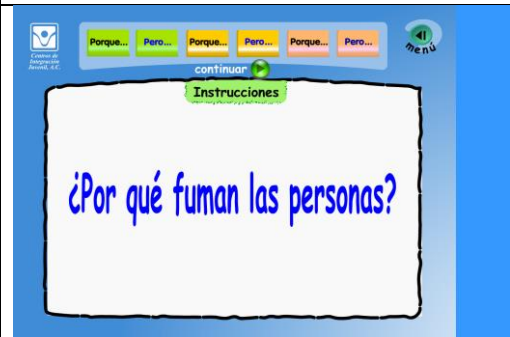 Centros de
Integración
Juvenil, A.C.
Porque... Pero... Porque... Pero... Porque... Pero...
menú
continuar
Instrucciones
¿Por qué fuman las personas?